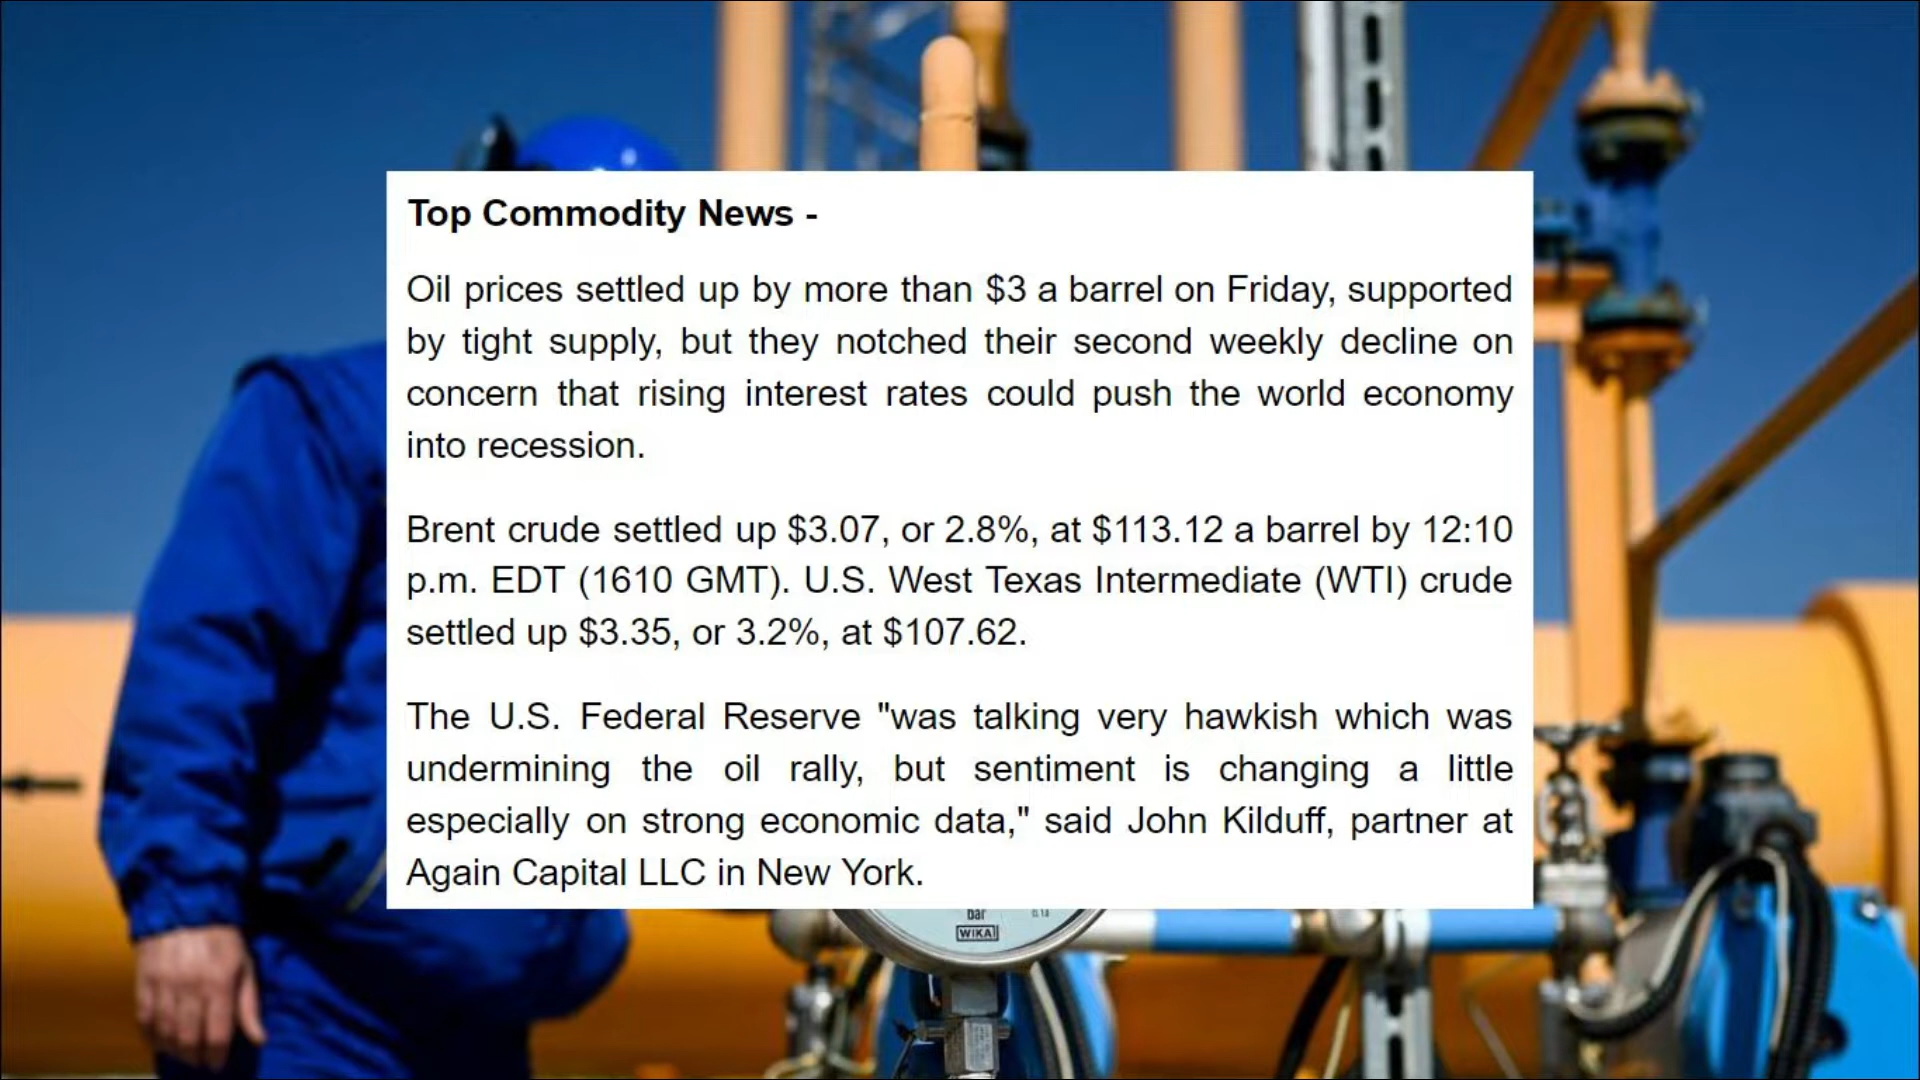 Top Commodity News -
Oil prices settled up by more than $3 a barrel on Friday, supported
by tight supply, but they notched their second weekly decline on
concern that rising interest rates could push the world economy
into recession.
Brent crude settled up $3.07, or 2.8%, at $113.12 a barrel by 12:10
p.m. EDT (1610 GMT). U.S. West Texas Intermediate (WTI) crude
settled up $3.35, or 3.2%, at $107.62.
The U.S. Federal Reserve "was talking very hawkish which was
undermining the oil rally, but sentiment is changing a little
especially on strong economic data," said John Kilduff, partner at
Again Capital LLC in New York.
bar
WIKA